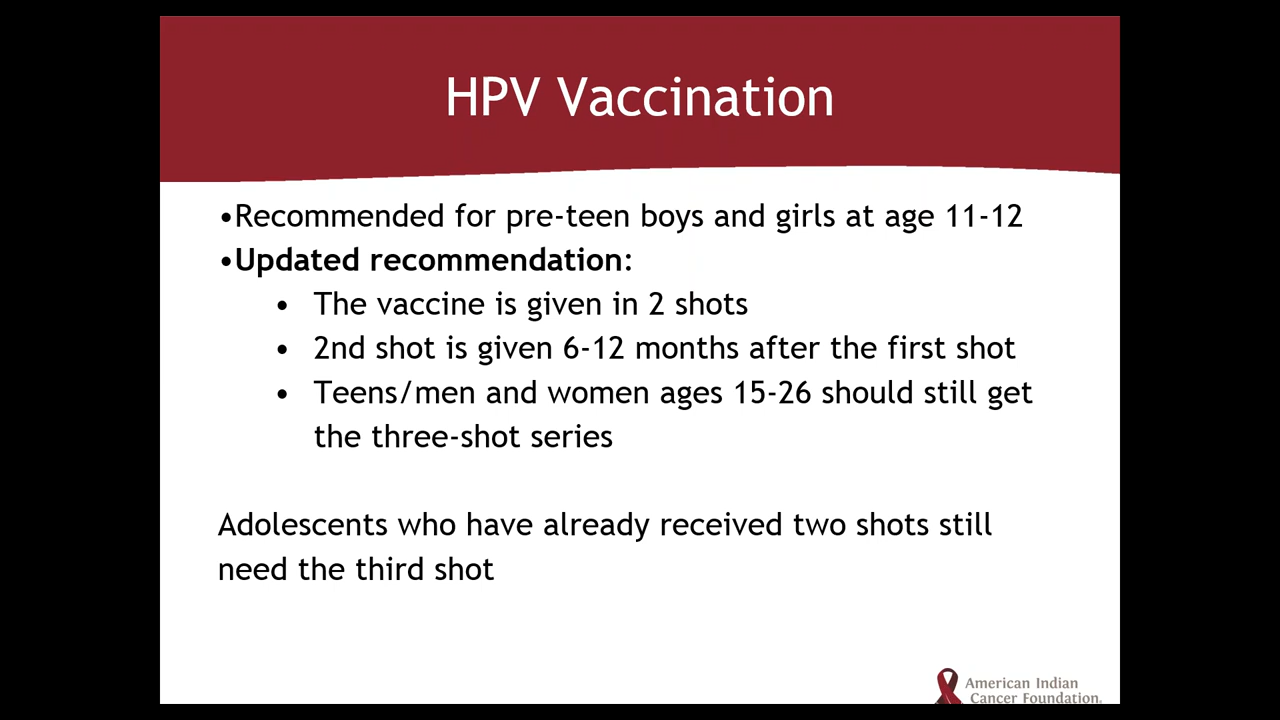 HPV Vaccination
•Recommended for pre-teen boys and girls at age 11-12
•Updated recommendation:
• The vaccine is given in 2 shots
• 2nd shot is given 6-12 months after the first shot
• Teens/men and women ages 15-26 should still get
the three-shot series
Adolescents who have already received two shots still
need the third shot
American Indian
Cancer Foundation.